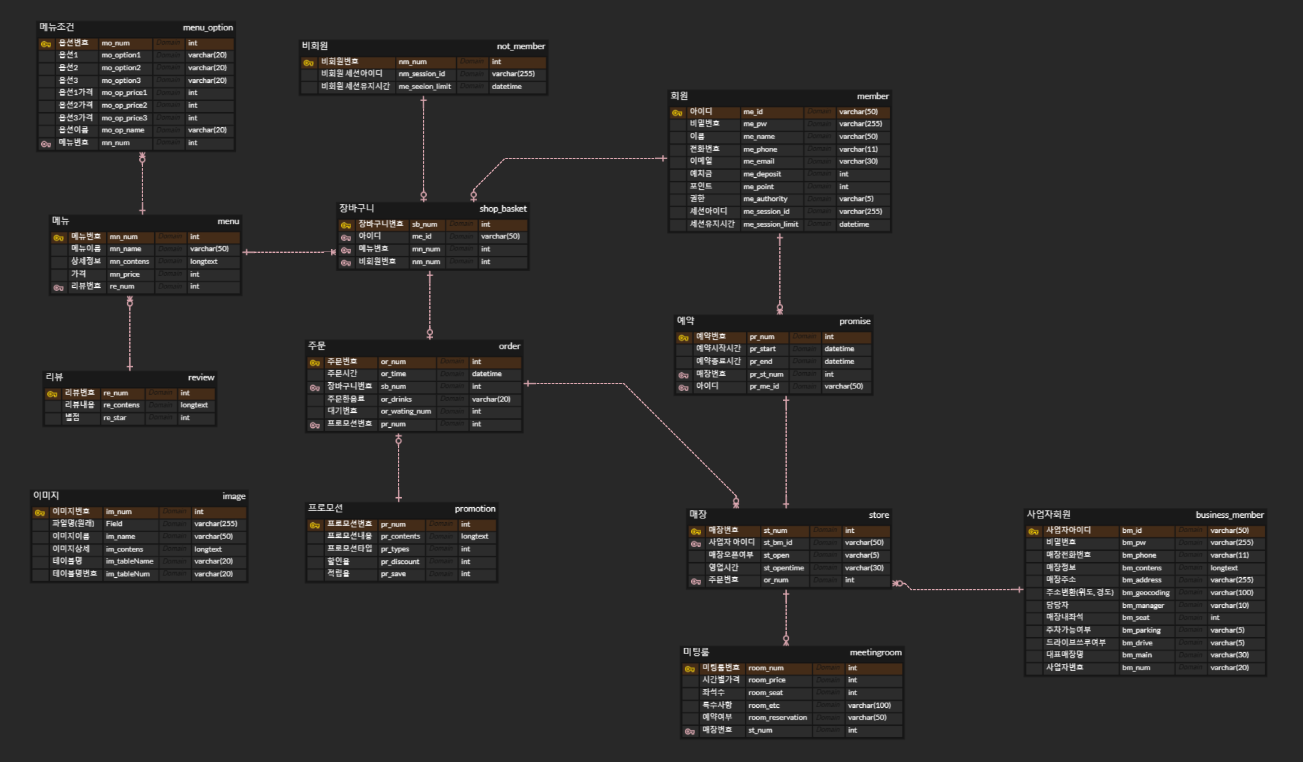 메뉴조건 menu_option
옵션번호 mo_num Domain int
옵션1 mo_option1 Domain varchar(20)
옵션2 mo_option2 Domain varchar(20)
옵션3 mo_option3 Domain varchar(20)
옵션1가격 mo_op_price1 Domain int
옵션2가격 mo_op_price2 Domain int
옵션3가격 mo_op_price3 Domain int
옵션이름 mo_op_name Domain varchar(20)
메뉴번호 mn_num Domain int
비회원 not_member
비회원번호 nm_num Domain int
비회원 세션아이디 nm_session_id Domain varchar(255)
비회원 세션유지시간 me_seeion_limit Domain datetime
회원 member
아이디 me_id Domain varchar(50)
비밀번호 me_pw Domain varchar(255)
이름 me_name Domain varchar(50)
전화번호 me_phone Domain varchar(11)
이메일 me_email Domain varchar(30)
예치금 me_deposit Domain int
포인트 me_point Domain int
권한 me_authority Domain varchar(5)
세션아이디 me_session_id Domain varchar(255)
세션유지시간 me_session_limit Domain datetime
메뉴 menu
메뉴번호 mn_num Domain int
메뉴이름 mn_name Domain varchar(50)
상세정보 mn_contens Domain longtext
가격 mn_price Domain int
리뷰번호 re_num Domain int
장바구니 shop_basket
장바구니번호 sb_num Domain int
아이디 me_id Domain varchar(50)
메뉴번호 mn_num Domain int
비회원번호 nm_num Domain int
리뷰 review
리뷰번호 re_num Domain int
리뷰내용 re_contens Domain longtext
별점 re_star Domain int
주문 order
주문번호 or_num Domain int
주문시간 or_time Domain datetime
장바구니번호 sb_num Domain int
주문한음료 or_drinks Domain varchar(20)
대기번호 or_wating_num Domain int
프로모션번호 pr_num Domain int
예약 promise
예약번호 pr_num Domain int
예약시작시간 pr_start Domain datetime
예약종료시간 pr_end Domain datetime
매장번호 pr_st_num Domain int
아이디 pr_me_id Domain varchar(50)
이미지 image
이미지번호 im_num Domain int
파일명(원래) Field Domain varchar(255)
이미지이름 im_name Domain varchar(50)
이미지상세 im_contens Domain longtext
테이블명 im_tableName Domain varchar(20)
테이블명번호 im_tableNum Domain varchar(20)
프로모션 promotion
프로모션번호 pr_num Domain int
프로모션내용 pr_contents Domain longtext
프로모션타입 pr_types Domain int
할인율 pr_discount Domain int
적립율 pr_save Domain int
매장 store
매장번호 st_num Domain int
사업자 아이디 st_bm_id Domain varchar(50)
매장오픈여부 st_open Domain varchar(5)
영업시간 st_opentime Domain varchar(30)
주문번호 or_num Domain int
사업자회원 business_member
사업자아이디 bm_id Domain varchar(50)
비밀번호 bm_pw Domain varchar(255)
매장전화번호 bm_phone Domain varchar(11)
매장정보 bm_contens Domain longtext
매장주소 bm_address Domain varchar(255)
주소변환(위도, 경도) bm_geocoding Domain varchar(100)
담당자 bm_manager Domain varchar(10)
매장내좌석 bm_seat Domain int
주차가능여부 bm_parking Domain varchar(5)
드라이브쓰루여부 bm_drive Domain varchar(5)
대표매장명 bm_main Domain varchar(30)
사업자번호 bm_num Domain varchar(20)
미팅룸 meetingroom
미팅룸번호 room_num Domain int
시간별가격 room_price Domain int
좌석수 room_seat Domain int
특수사항 room_etc Domain varchar(100)
예약여부 room_reservation Domain varchar(50)
매장번호 st_num Domain int